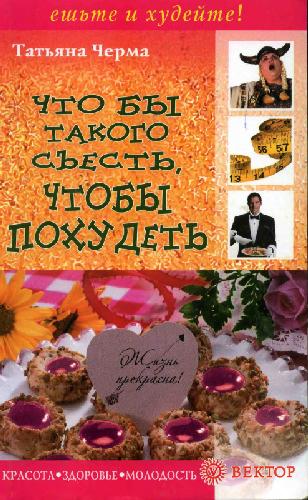 ешьте и худейте!
Татьяна Черма
ЧТО БЫ
ТАКОГО
СЪЕСТЬ,
ЧТОБЫ
ПОХУДЕТЬ
Жизнь
прекрасна!
КРАСОТА•ЗДОРОВЬЕ•МОЛОДОСТЬ
ВЕКТОР